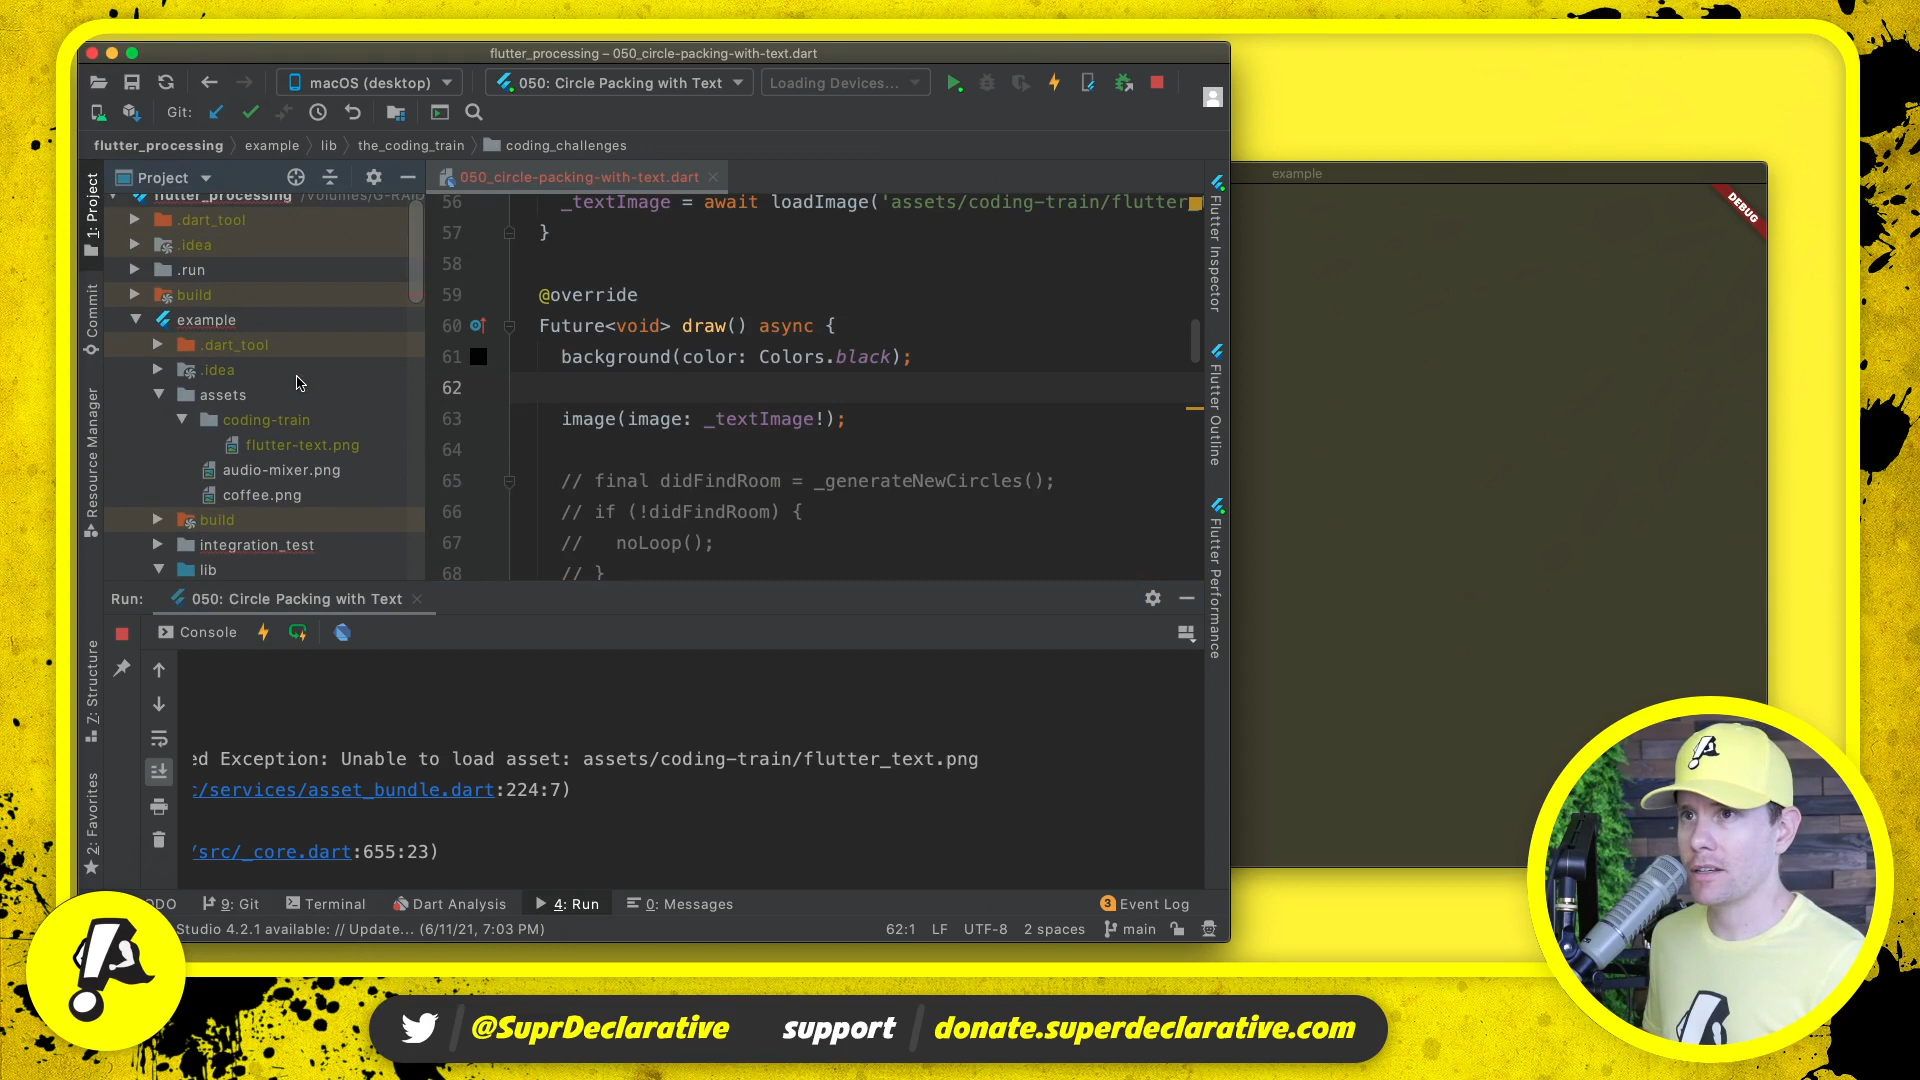 flutter_processing – 050_circle-packing-with-text.dart
macOS (desktop)
050: Circle Packing with Text
Loading Devices...
Git:
flutter_processing
example
lib
the_coding_train
coding_challenges
1: Project
Commit
Resource Manager
7: Structure
2: Favorites
Project
050_circle-packing-with-text.dart
flutter_processing /Volumes/G-RAID
.dart_tool
.idea
.run
build
example
.dart_tool
.idea
assets
coding-train
flutter-text.png
audio-mixer.png
coffee.png
build
integration_test
lib
56 _textImage = await loadImage('assets/coding-train/flutter
57 }
58
59 @override
60 Future<void> draw() async {
61 background(color: Colors.black);
62
63 image(image: _textImage!);
64
65 // final didFindRoom = _generateNewCircles();
66 // if (!didFindRoom) {
67 //   noLoop();
68 // }
Flutter Inspector
Flutter Outline
Flutter Performance
example
DEBUG
Run:
050: Circle Packing with Text
Console
ed Exception: Unable to load asset: assets/coding-train/flutter_text.png
/services/asset_bundle.dart:224:7)
/src/_core.dart:655:23)
ODO
9: Git
Terminal
Dart Analysis
4: Run
0: Messages
3 Event Log
Studio 4.2.1 available: // Update... (6/11/21, 7:03 PM)
62:1
LF
UTF-8
2 spaces
main
@SuprDeclarative
support
donate.superdeclarative.com